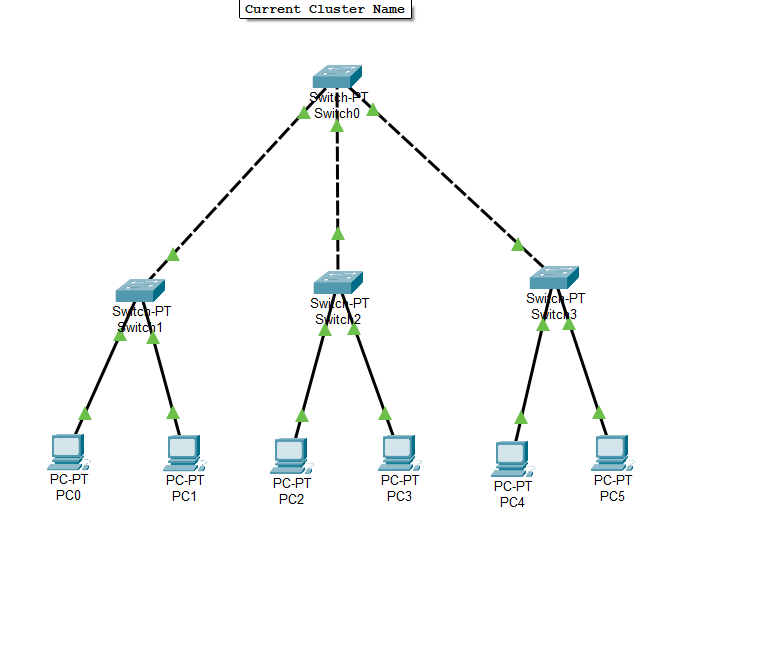 Current Cluster Name
Switch-PT
Switch0
Switch-PT
Switch1
Switch-PT
Switch2
Switch-PT
Switch3
PC-PT
PC0
PC-PT
PC1
PC-PT
PC2
PC-PT
PC3
PC-PT
PC4
PC-PT
PC5